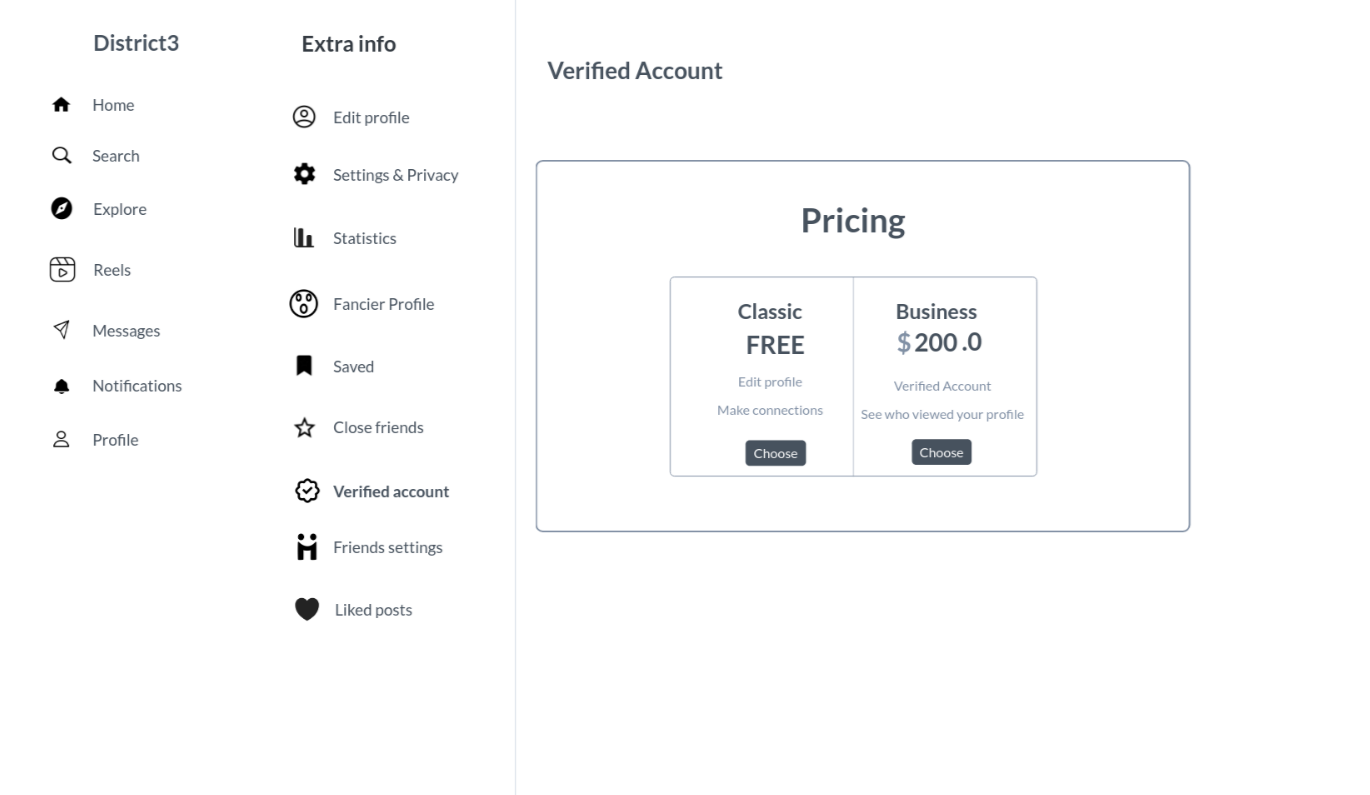 District3
Home
Search
Explore
Reels
Messages
Notifications
Profile
Extra info
Edit profile
Settings & Privacy
Statistics
Fancier Profile
Saved
Close friends
Verified account
Friends settings
Liked posts
Verified Account
Pricing
Classic
FREE
Edit profile
Make connections
Choose
Business
$200.0
Verified Account
See who viewed your profile
Choose